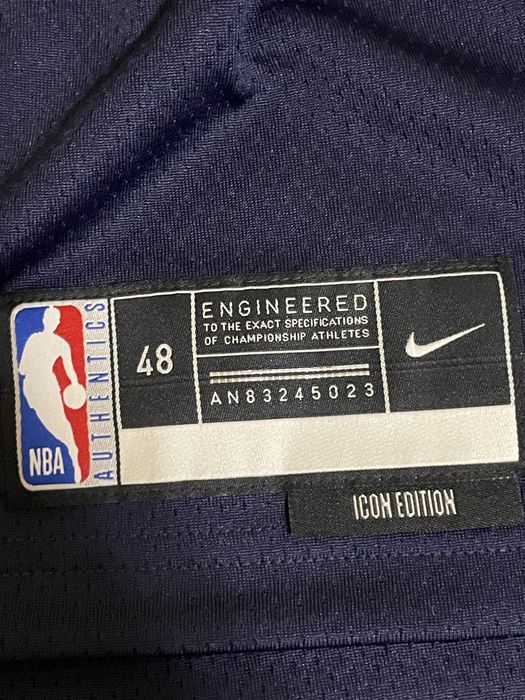 NBA
AUTHENTICS
48
ENGINEERED
TO THE EXACT SPECIFICATIONS
OF CHAMPIONSHIP ATHLETES
AN83245023
ICON EDITION